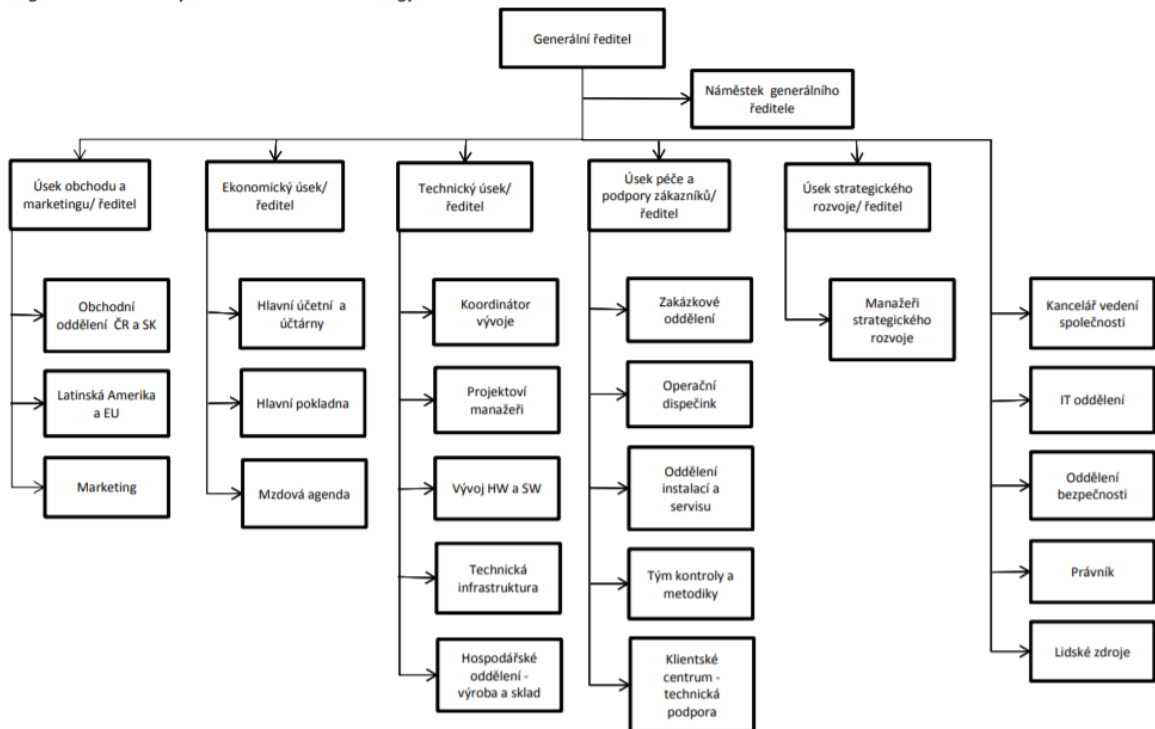 Generální ředitel
Náměstek generálního
ředitele
Úsek obchodu a
marketingu/ ředitel
Ekonomický úsek/
ředitel
Technický úsek/
ředitel
Úsek péče a
podpory zákazníků/
ředitel
Úsek strategického
rozvoje/ ředitel
Obchodní
oddělení ČR a SK
Latinská Amerika
a EU
Marketing
Hlavní účetní a
účtárny
Hlavní pokladna
Mzdová agenda
Koordinátor
vývoje
Projektoví
manažeři
Vývoj HW a SW
Technická
infrastruktura
Hospodářské
oddělení -
výroba a sklad
Zakázkové
oddělení
Operační
dispečink
Oddělení
instalací a
servisu
Tým kontroly a
metodiky
Klientské
centrum -
technická
podpora
Manažeři
strategického
rozvoje
Kancelář vedení
společnosti
IT oddělení
Oddělení
bezpečnosti
Právník
Lidské zdroje